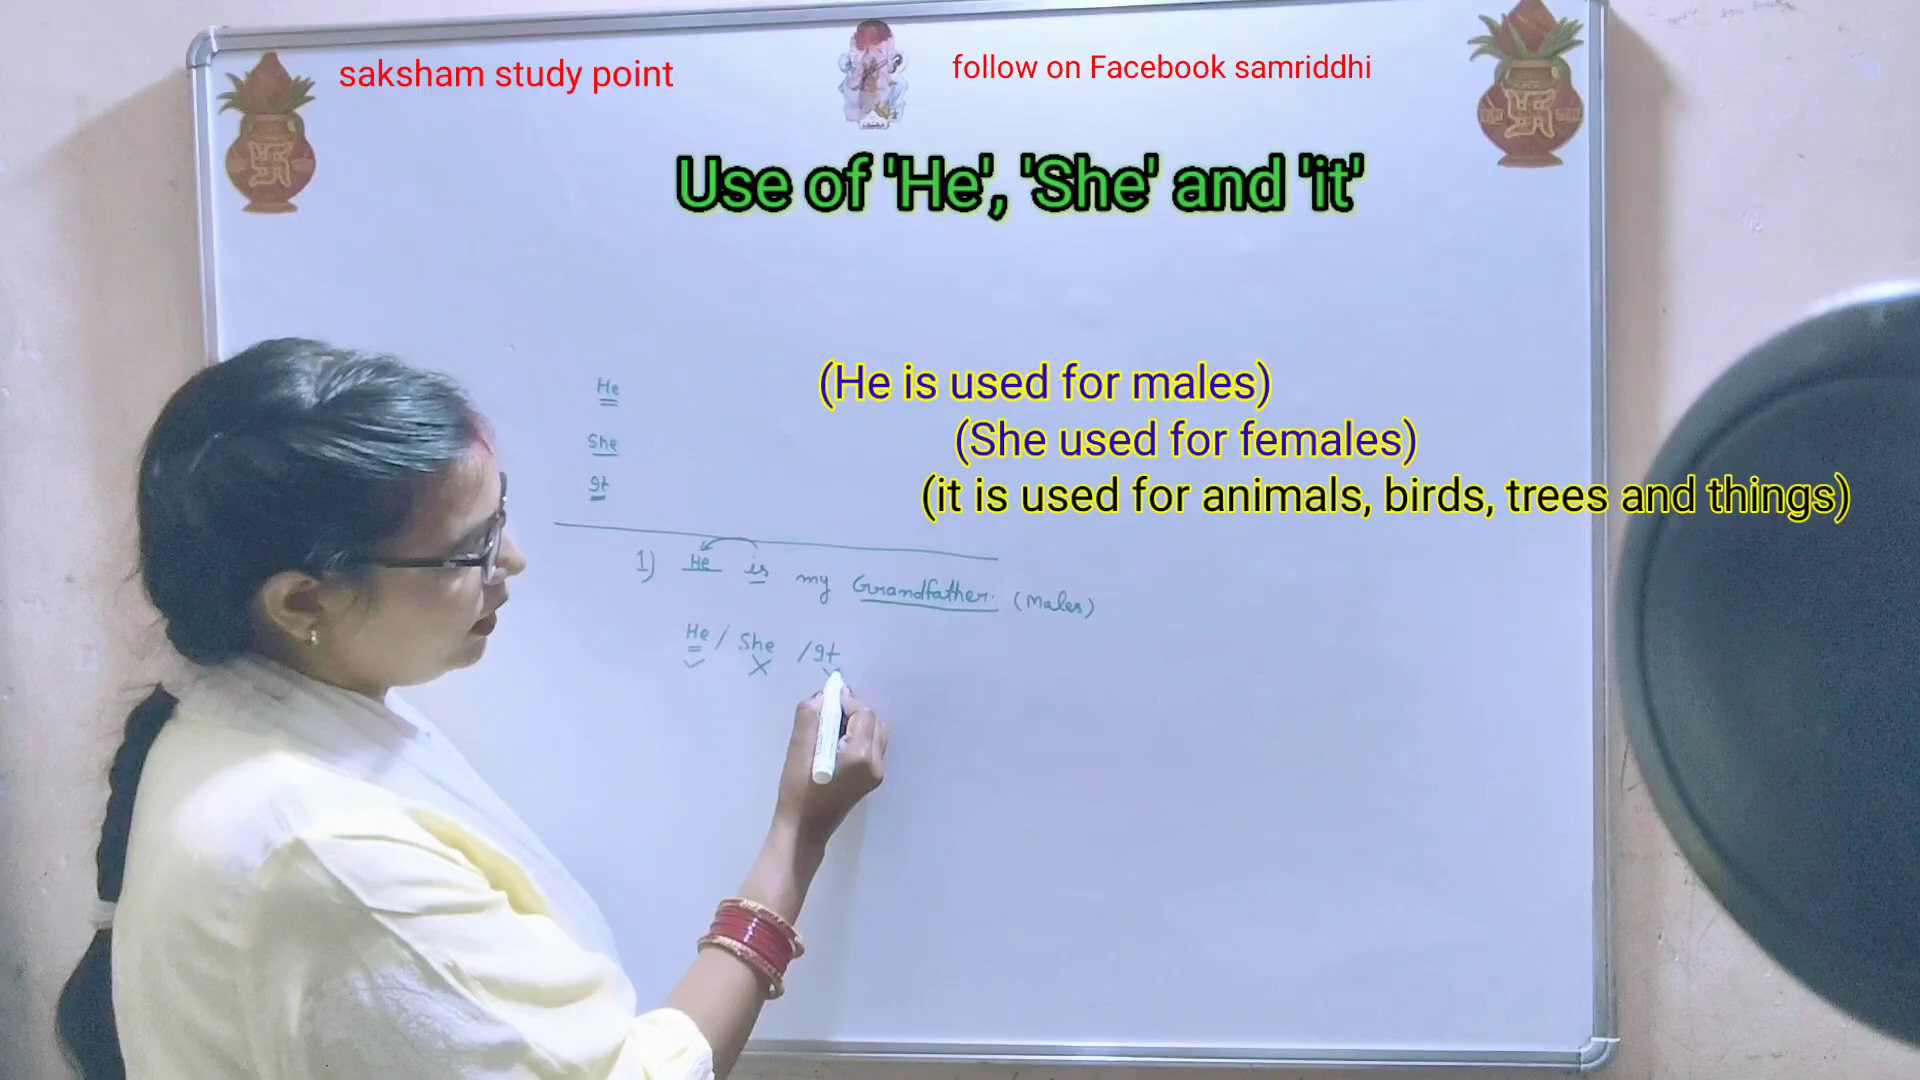 saksham study point
follow on Facebook samriddhi
Use of 'He', 'She' and 'it'
He
(He is used for males)
She
(She used for females)
It
(it is used for animals, birds, trees and things)
1) He is my Grandfather. (Males)
He / She / It